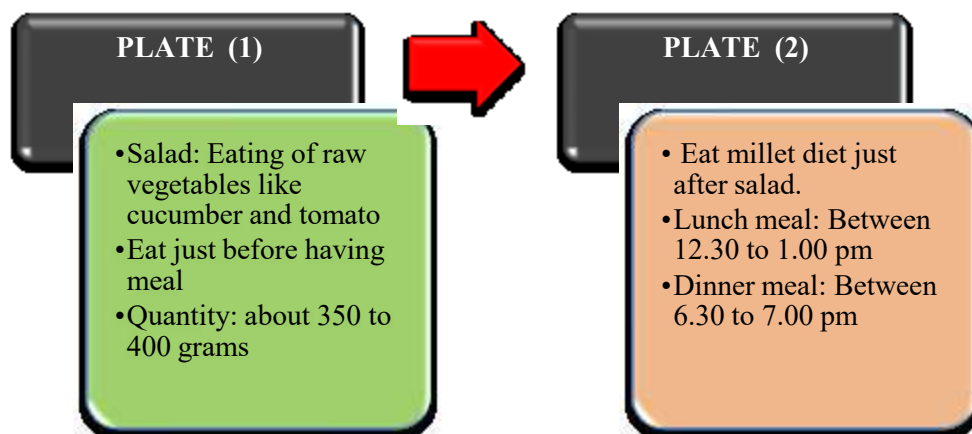 PLATE (1)
•Salad: Eating of raw
vegetables like
cucumber and tomato
•Eat just before having
meal
•Quantity: about 350 to
400 grams
PLATE (2)
• Eat millet diet just
after salad.
•Lunch meal: Between
12.30 to 1.00 pm
•Dinner meal: Between
6.30 to 7.00 pm